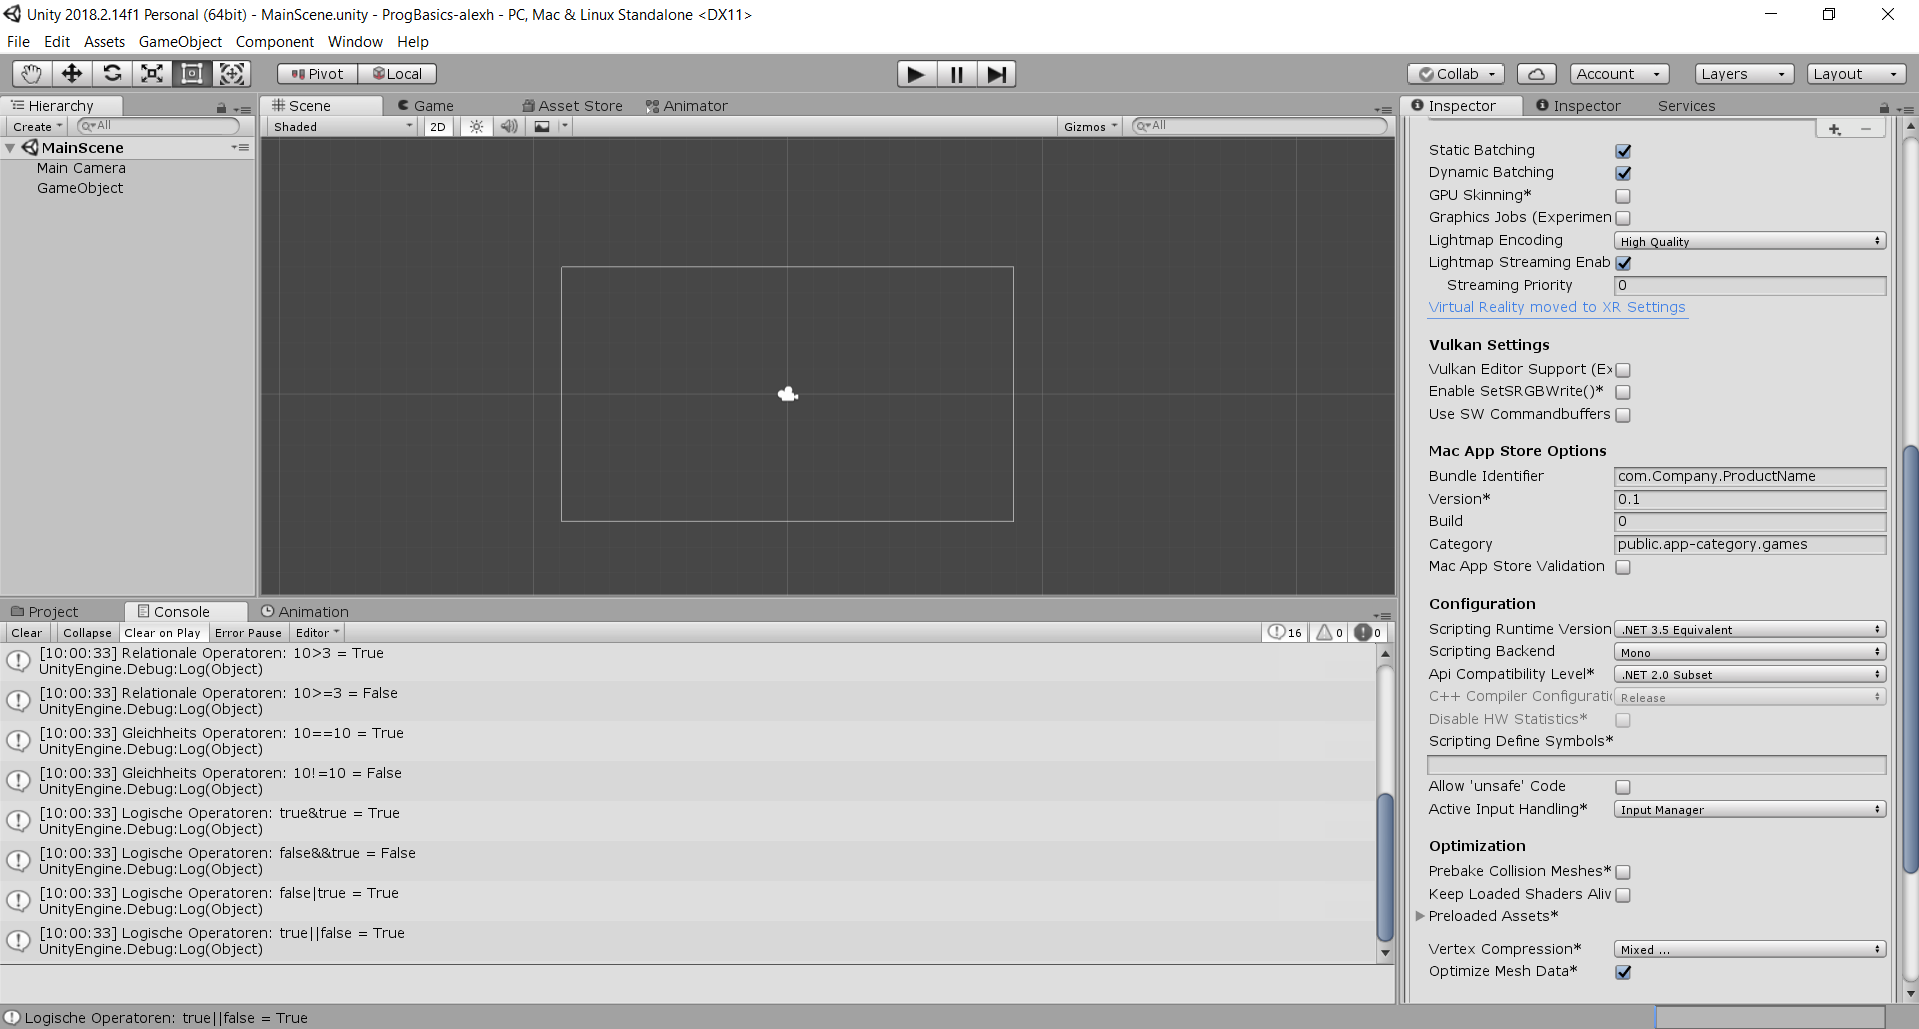 Unity 2018.2.14f1 Personal (64bit) - MainScene.unity - ProgBasics-alexh - PC, Mac & Linux Standalone <DX11>
File Edit Assets GameObject Component Window Help
Pivot Local Collab Account Layers Layout
Hierarchy
Create All
MainScene
Main Camera
GameObject
Scene Game Asset Store Animator
Shaded 2D Gizmos All
Project Console Animation
Clear Collapse Clear on Play Error Pause Editor 16 0 0
[10:00:33] Relationale Operatoren: 10>3 = True
UnityEngine.Debug:Log(Object)
[10:00:33] Relationale Operatoren: 10>=3 = False
UnityEngine.Debug:Log(Object)
[10:00:33] Gleichheits Operatoren: 10==10 = True
UnityEngine.Debug:Log(Object)
[10:00:33] Gleichheits Operatoren: 10!=10 = False
UnityEngine.Debug:Log(Object)
[10:00:33] Logische Operatoren: true&true = True
UnityEngine.Debug:Log(Object)
[10:00:33] Logische Operatoren: false&&true = False
UnityEngine.Debug:Log(Object)
[10:00:33] Logische Operatoren: false|true = True
UnityEngine.Debug:Log(Object)
[10:00:33] Logische Operatoren: true||false = True
UnityEngine.Debug:Log(Object)
Logische Operatoren: true||false = True
Inspector Inspector Services
Static Batching
Dynamic Batching
GPU Skinning*
Graphics Jobs (Experimen
Lightmap Encoding High Quality
Lightmap Streaming Enab
Streaming Priority 0
Virtual Reality moved to XR Settings
Vulkan Settings
Vulkan Editor Support (Ex
Enable SetSRGBWrite()*
Use SW Commandbuffers
Mac App Store Options
Bundle Identifier com.Company.ProductName
Version* 0.1
Build 0
Category public.app-category.games
Mac App Store Validation
Configuration
Scripting Runtime Version .NET 3.5 Equivalent
Scripting Backend Mono
Api Compatibility Level* .NET 2.0 Subset
C++ Compiler Configuratio Release
Disable HW Statistics*
Scripting Define Symbols*
Allow 'unsafe' Code
Active Input Handling* Input Manager
Optimization
Prebake Collision Meshes*
Keep Loaded Shaders Aliv
Preloaded Assets*
Vertex Compression* Mixed ...
Optimize Mesh Data*